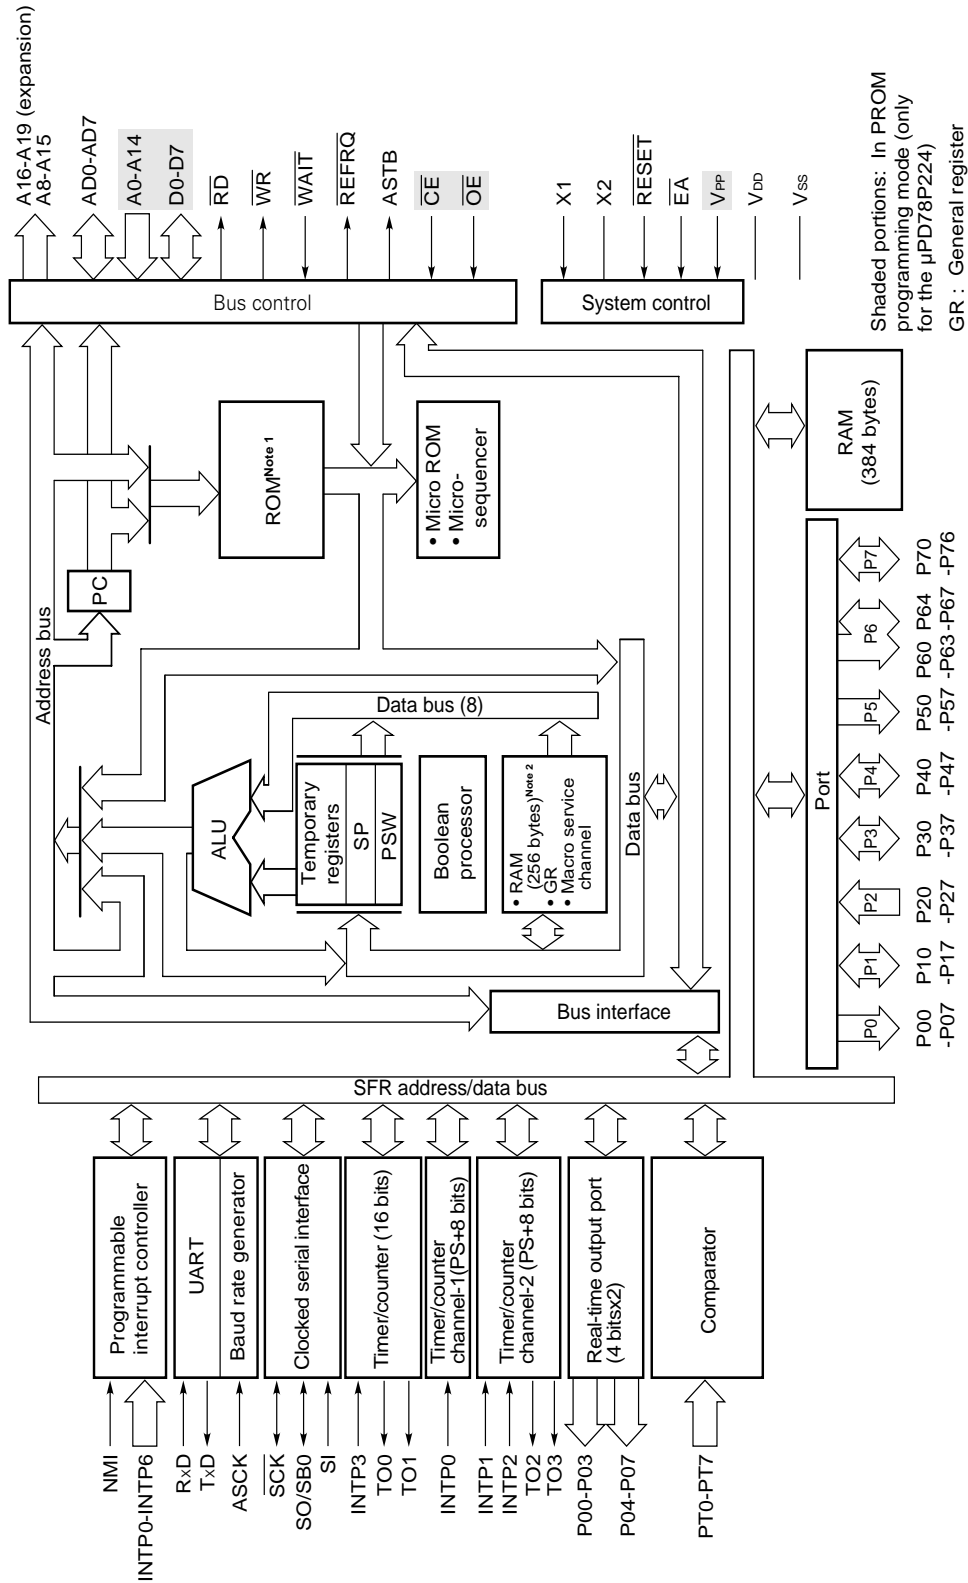 NMI
INTP0-INTP6
RxD
TxD
ASCK
SCK
SO/SB0
SI
INTP3
TO0
TO1
INTP0
INTP1
INTP2
TO2
TO3
P00-P03
P04-P07
PT0-PT7
Programmable
interrupt controller
UART
Baud rate generator
Clocked serial interface
Timer/counter (16 bits)
Timer/counter
channel-1(PS+8 bits)
Timer/counter
channel-2 (PS+8 bits)
Real-time output port
(4 bitsx2)
Comparator
SFR address/data bus
Bus interface
Address bus
ALU
Temporary
registers
SP
PSW
Boolean
processor
• RAM
(256 bytes)Note 2
• GR
• Macro service
channel
Data bus (8)
Data bus
PC
ROMNote 1
• Micro ROM
• Micro-
sequencer
Bus control
System control
A16-A19 (expansion)
A8-A15
AD0-AD7
A0-A14
D0-D7
RD
WR
WAIT
REFRQ
ASTB
CE
OE
X1
X2
RESET
EA
VPP
VDD
VSS
Port
RAM
(384 bytes)
P0
P1
P2
P3
P4
P5
P6
P7
P00
-P07
P10
-P17
P20
-P27
P30
-P37
P40
-P47
P50
-P57
P60 P64
-P63 -P67
P70
-P76
Shaded portions: In PROM
programming mode (only
for the µPD78P224)
GR : General register